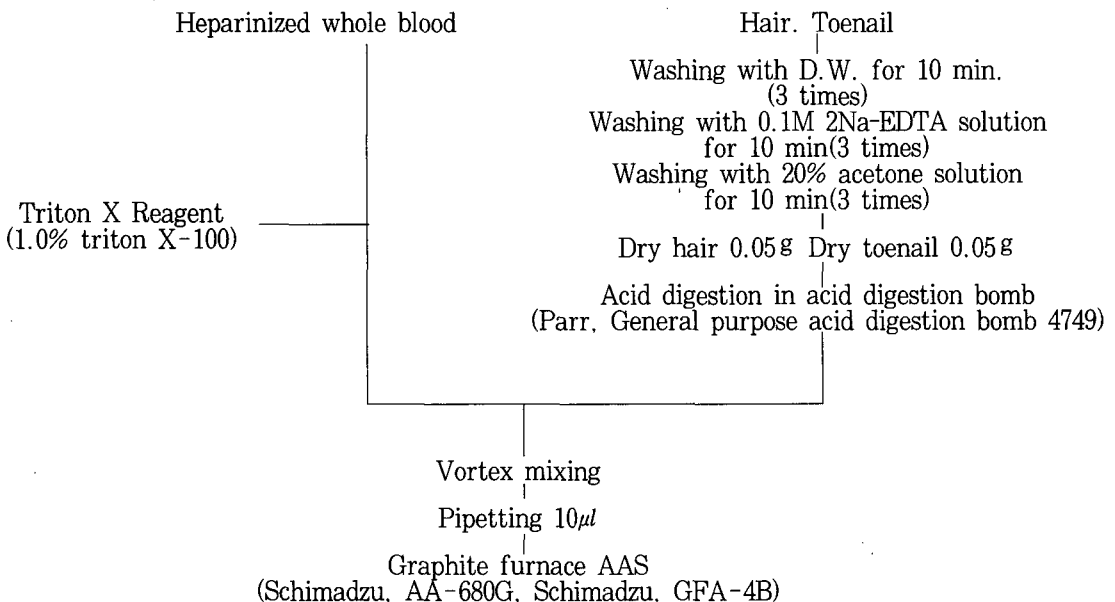 Heparinized whole blood
Hair. Toenail
Washing with D.W. for 10 min.
(3 times)
Washing with 0.1M 2Na-EDTA solution
for 10 min(3 times)
Washing with 20% acetone solution
for 10 min(3 times)
Triton X Reagent
(1.0% triton X-100)
Dry hair 0.05g Dry toenail 0.05g
Acid digestion in acid digestion bomb
(Parr, General purpose acid digestion bomb 4749)
Vortex mixing
Pipetting 10µl
Graphite furnace AAS
(Schimadzu, AA-680G, Schimadzu, GFA-4B)